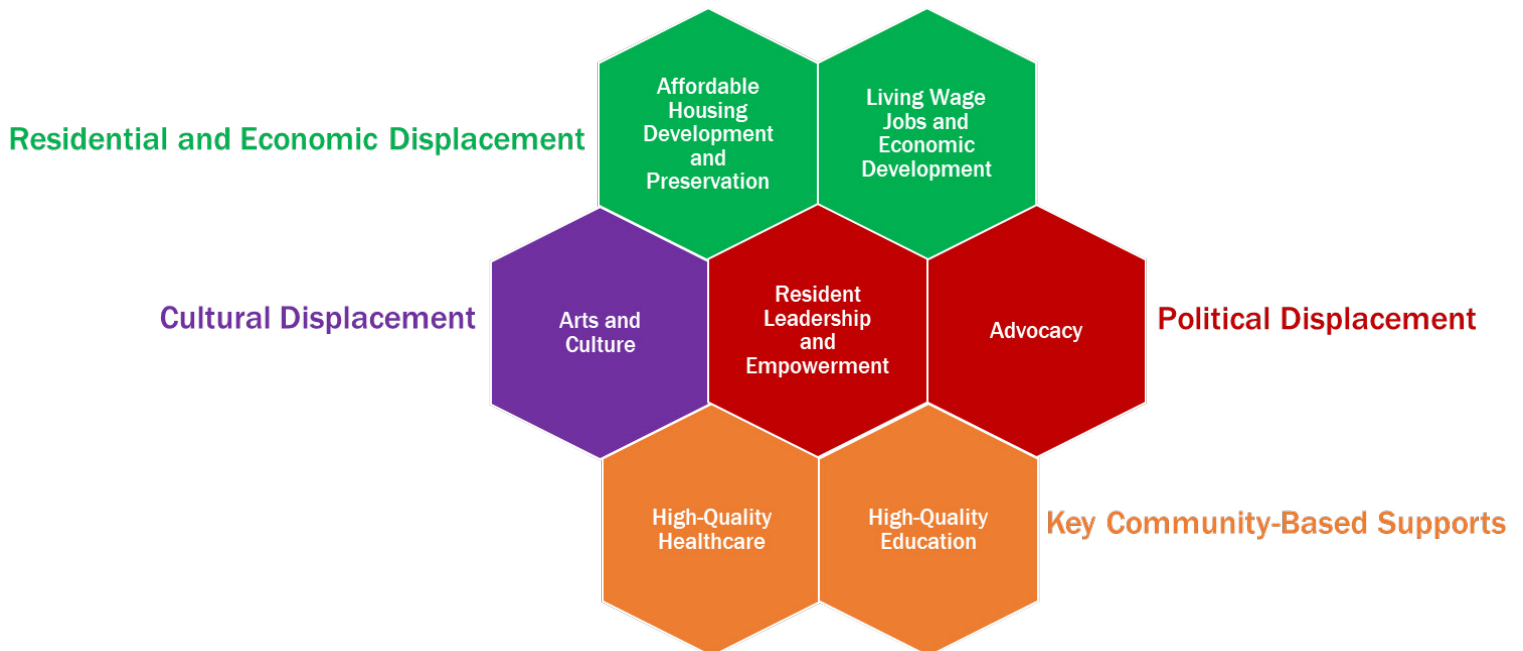 Affordable
Housing
Development
and
Preservation
Living Wage
Jobs and
Economic
Development
Residential and Economic Displacement
Cultural Displacement
Arts and
Culture
Resident
Leadership
and
Empowerment
Advocacy
Political Displacement
High-Quality
Healthcare
High-Quality
Education
Key Community-Based Supports